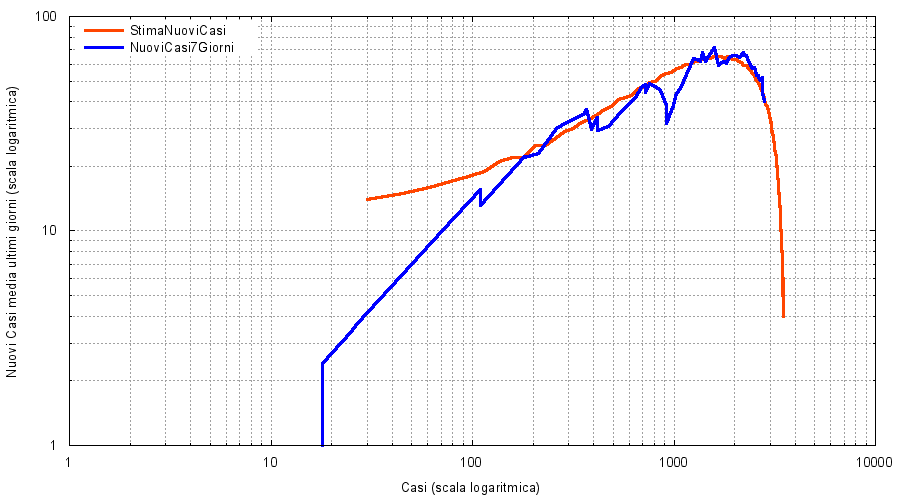 100
StimaNuoviCasi
NuoviCasi7Giorni
Nuovi Casi media ultimi giorni (scala logaritmica)
10
1
1 10 100 1000 10000
Casi (scala logaritmica)